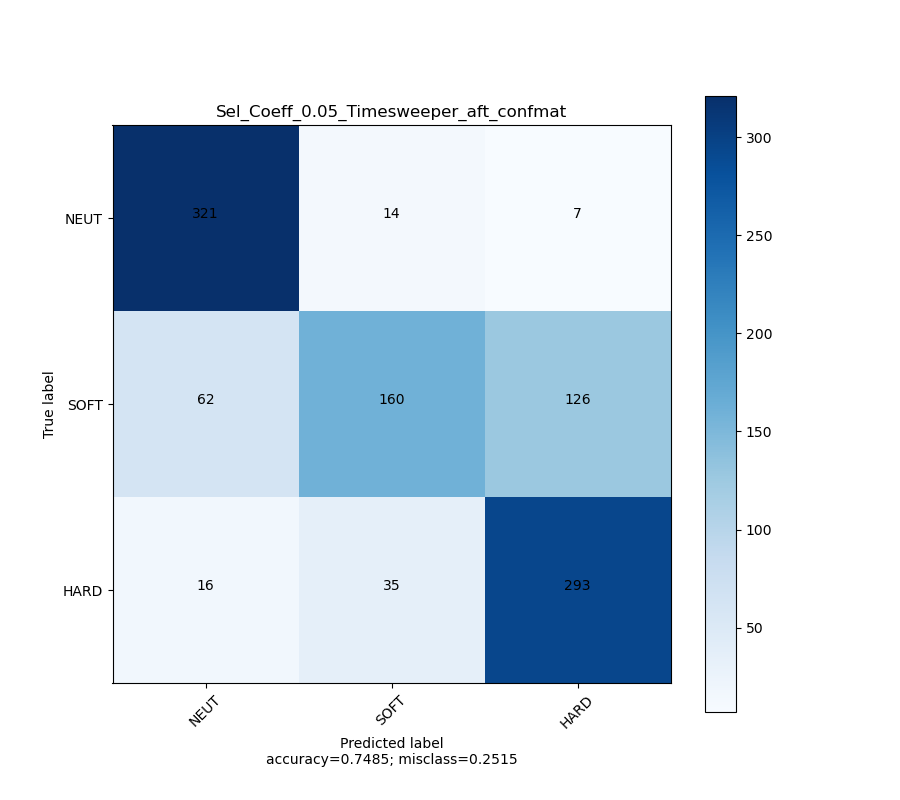 Sel_Coeff_0.05_Timesweeper_aft_confmat
NEUT 321 14 7
SOFT 62 160 126
HARD 16 35 293
True label
NEUT SOFT HARD
Predicted label
accuracy=0.7485; misclass=0.2515
300
250
200
150
100
50